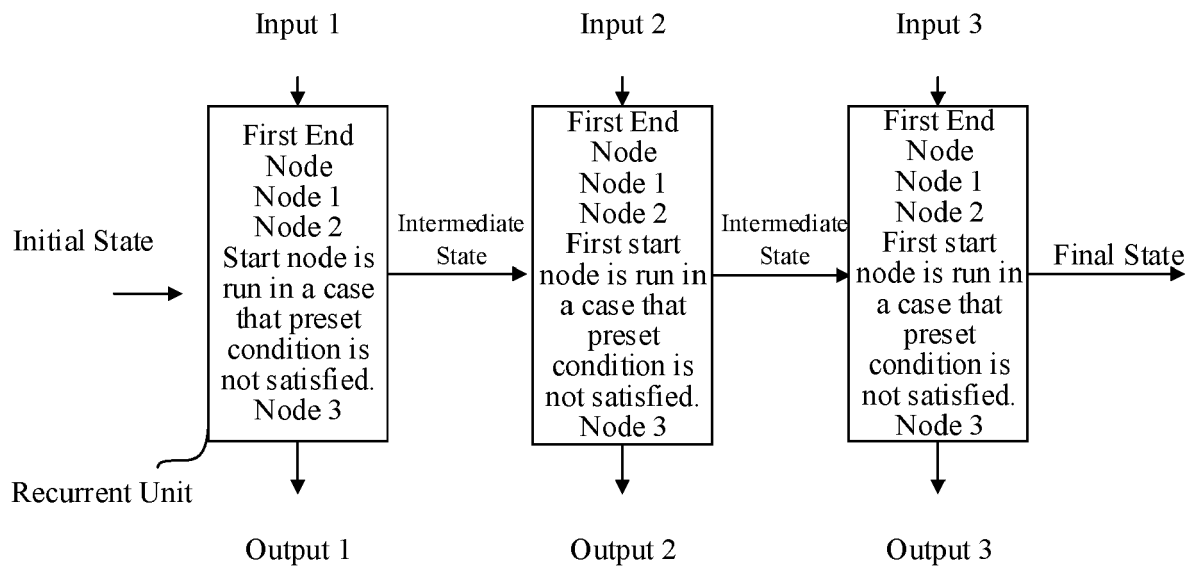 Input 1
Input 2
Input 3
Initial State
First End
Node
Node 1
Node 2
Start node is
run in a case
that preset
condition is
not satisfied.
Node 3
Intermediate
State
First End
Node
Node 1
Node 2
First start
node is run in
a case that
preset
condition is
not satisfied.
Node 3
Intermediate
State
First End
Node
Node 1
Node 2
First start
node is run in
a case that
preset
condition is
not satisfied.
Node 3
Final State
Recurrent Unit
Output 1
Output 2
Output 3